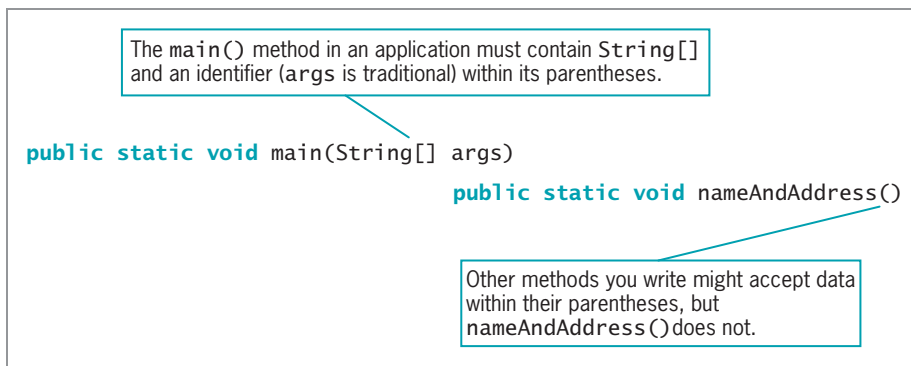 The main() method in an application must contain String[]
and an identifier (args is traditional) within its parentheses.
public static void main(String[] args)
public static void nameAndAddress()
Other methods you write might accept data
within their parentheses, but
nameAndAddress()does not.